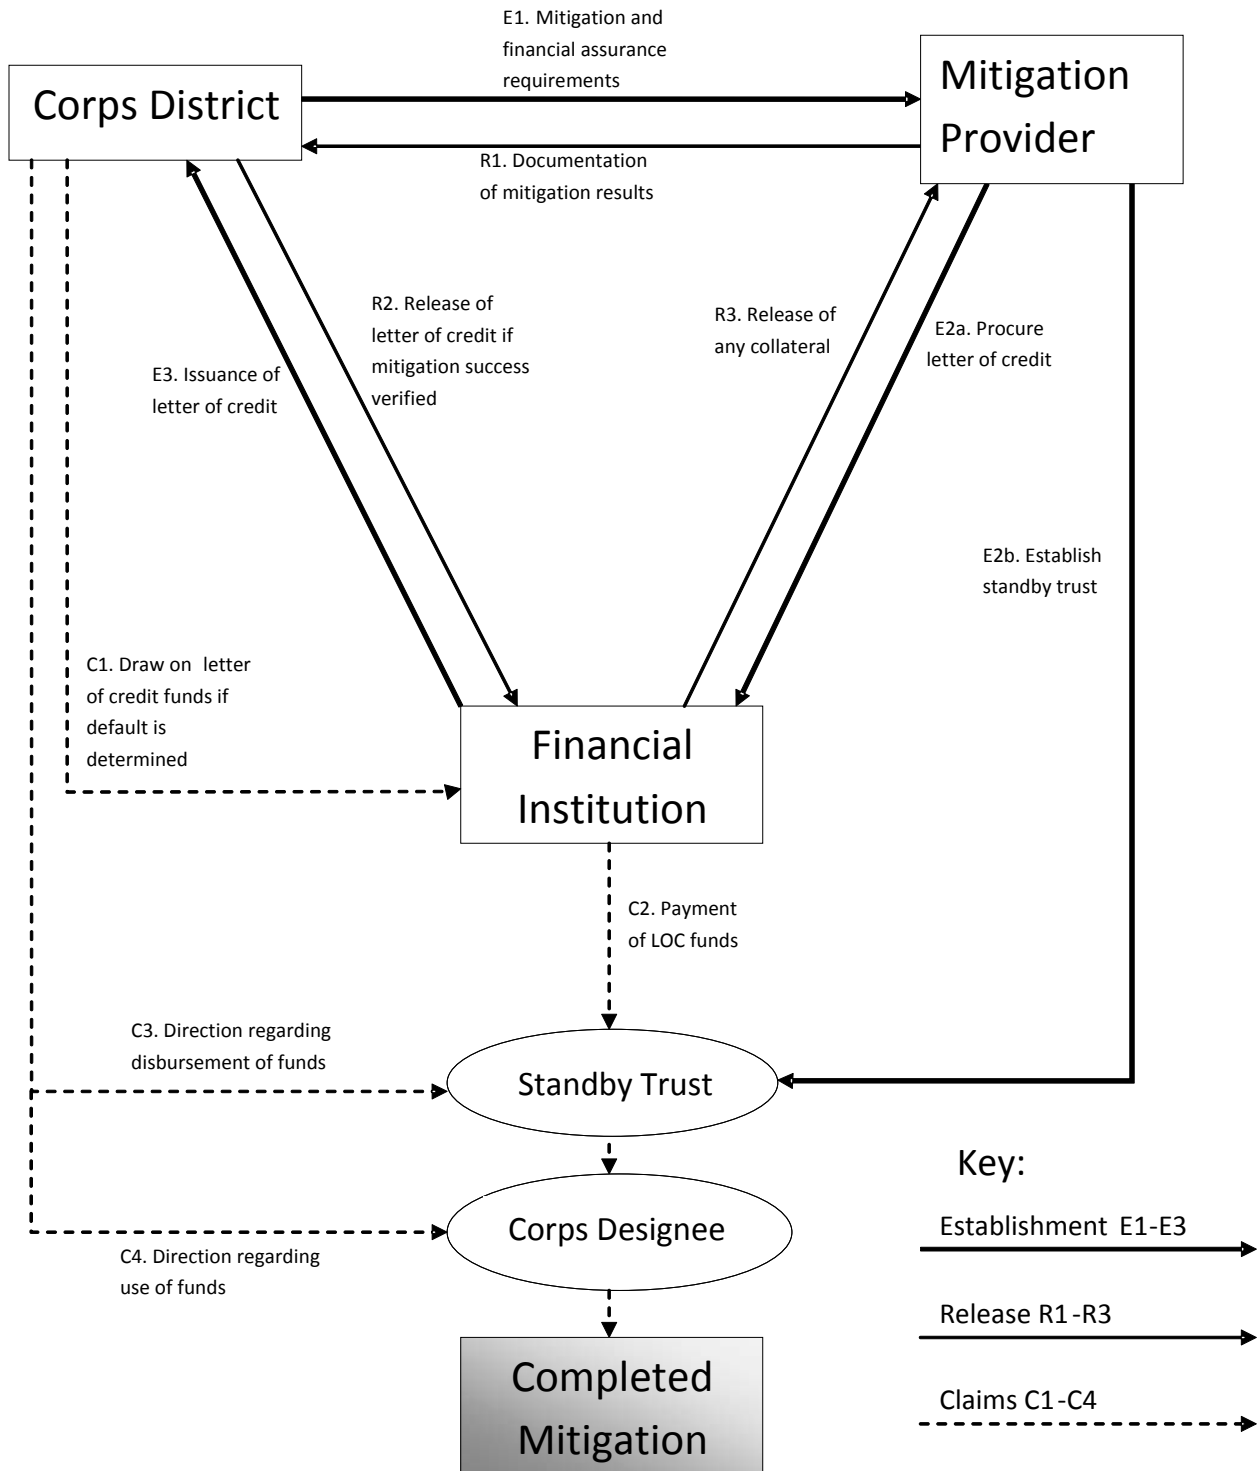 E1. Mitigation and
financial assurance
requirements
Corps District
Mitigation
Provider
R1. Documentation
of mitigation results
R2. Release of
letter of credit if
mitigation success
verified
R3. Release of
any collateral
E2a. Procure
letter of credit
E3. Issuance of
letter of credit
E2b. Establish
standby trust
C1. Draw on letter
of credit funds if
default is
determined
Financial
Institution
C2. Payment
of LOC funds
C3. Direction regarding
disbursement of funds
Standby Trust
Corps Designee
C4. Direction regarding
use of funds
Completed
Mitigation
Key:
Establishment E1-E3
Release R1-R3
Claims C1-C4